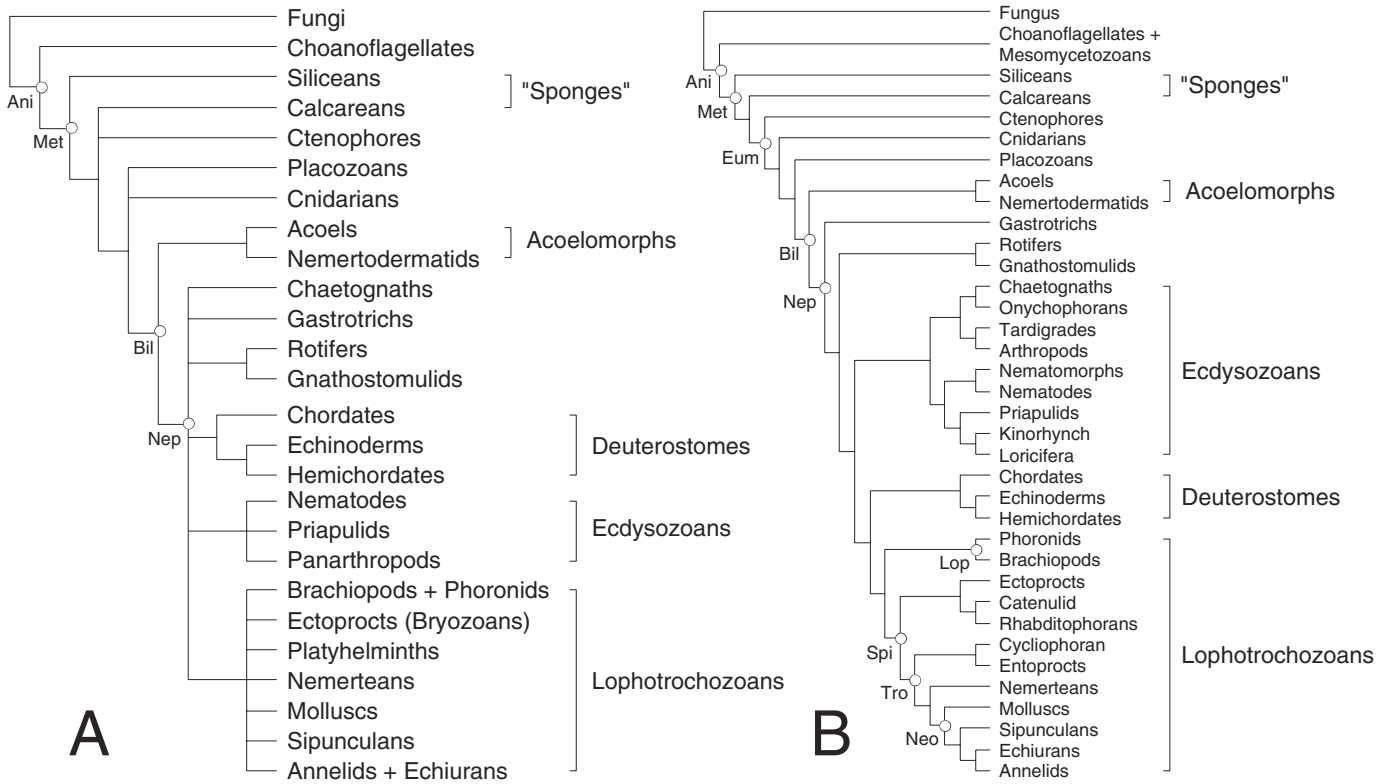 Fungi
Choanoflagellates
Siliceans
"Sponges"
Ani
Calcareans
Met
Ctenophores
Placozoans
Cnidarians
Acoels
Acoelomorphs
Nemertodermatids
Chaetognaths
Gastrotrichs
Bil
Rotifers
Gnathostomulids
Chordates
Nep
Echinoderms
Deuterostomes
Hemichordates
Nematodes
Priapulids
Ecdysozoans
Panarthropods
Brachiopods + Phoronids
Ectoprocts (Bryozoans)
Platyhelminths
Nemerteans
Lophotrochozoans
Molluscs
Sipunculans
Annelids + Echiurans
A
Fungus
Choanoflagellates +
Mesomycetozoans
Ani
Siliceans
"Sponges"
Calcareans
Met
Ctenophores
Cnidarians
Eum
Placozoans
Acoels
Acoelomorphs
Nemertodermatids
Gastrotrichs
Bil
Rotifers
Gnathostomulids
Chaetognaths
Nep
Onychophorans
Tardigrades
Arthropods
Ecdysozoans
Nematomorphs
Nematodes
Priapulids
Kinorhynch
Loricifera
Chordates
Echinoderms
Deuterostomes
Hemichordates
Phoronids
Lop
Brachiopods
Ectoprocts
Catenulid
Rhabditophorans
Spi
Cycliophoran
Lophotrochozoans
Entoprocts
Tro
Nemerteans
Molluscs
Neo
Sipunculans
Echiurans
Annelids
B